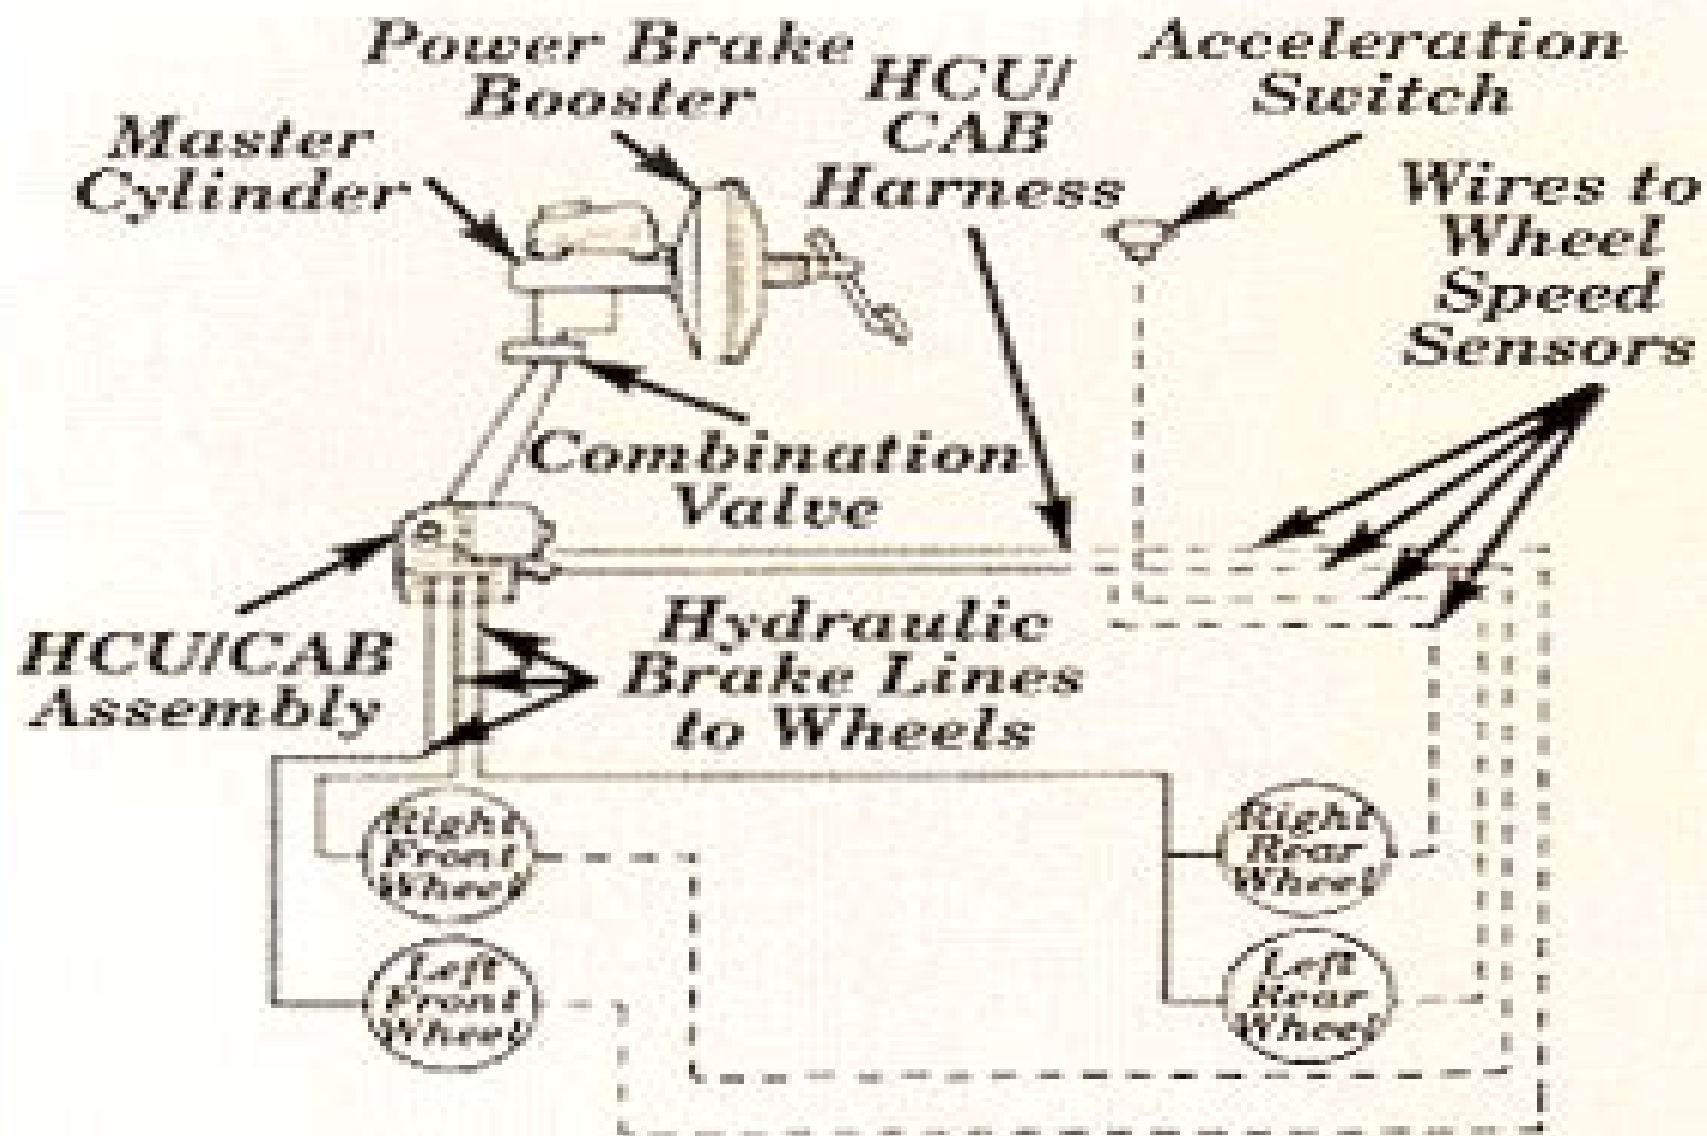 Power Brake
Booster
HCU/
CAB
Harness
Acceleration
Switch
Master
Cylinder
Wires to
Wheel
Speed
Sensors
Combination
Valve
HCU/CAB
Assembly
Hydraulic
Brake Lines
to Wheels
Right
Front
Wheel
Right
Rear
Wheel
Left
Front
Wheel
Left
Rear
Wheel